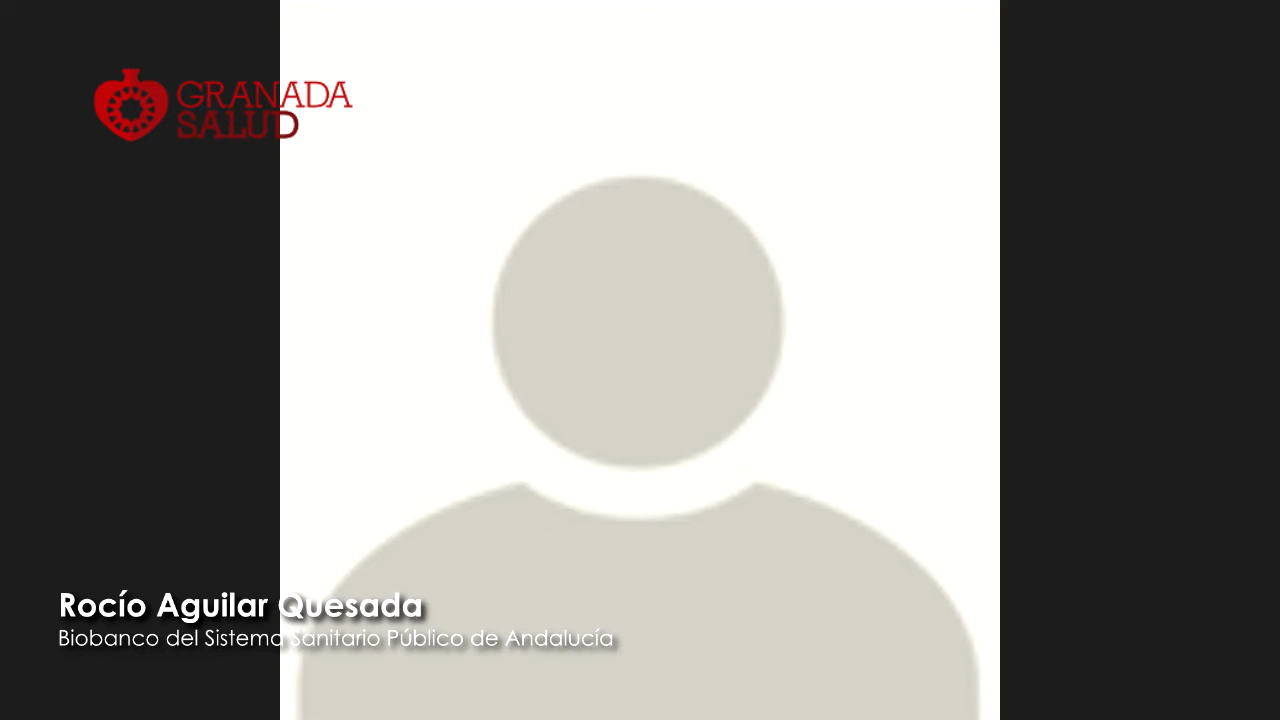 GRANADA
SALUD
Rocío Aguilar Quesada
Biobanco del Sistema Sanitario Público de Andalucía